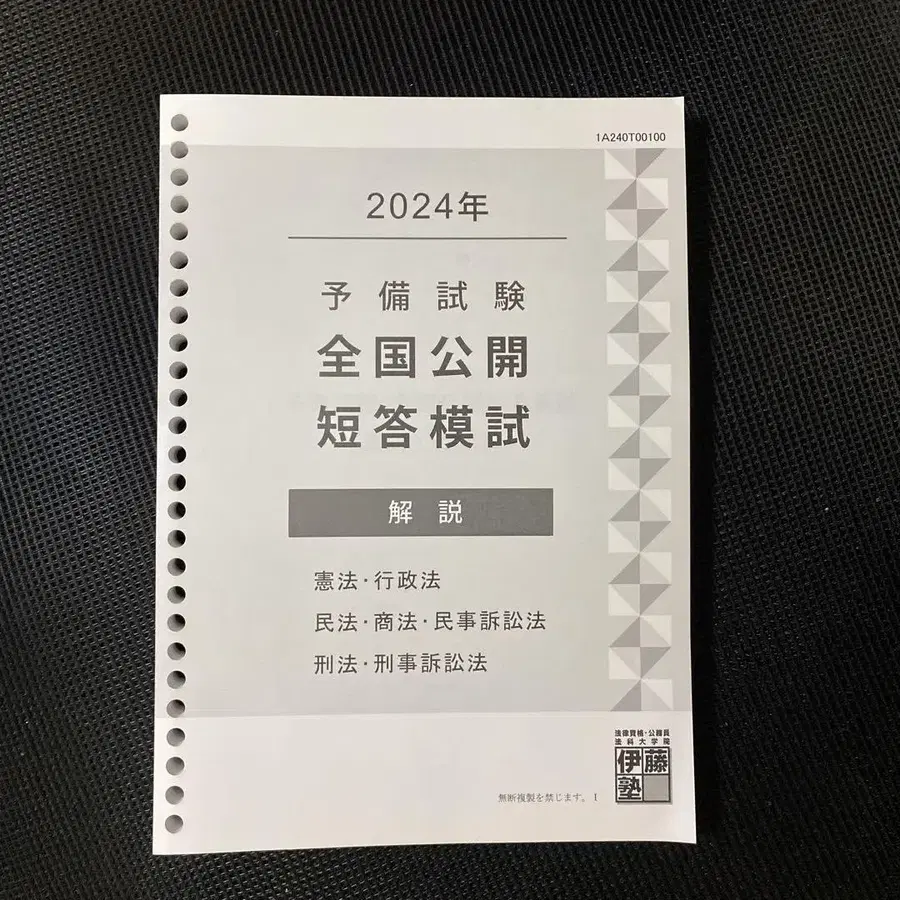 1A240T00100
2024年
予備試験
全国公開
短答模試
解説
憲法・行政法
民法・商法・民事訴訟法
刑法・刑事訴訟法
法律資格・公務員
法科大学院
伊藤塾
無断複製を禁じます。 I